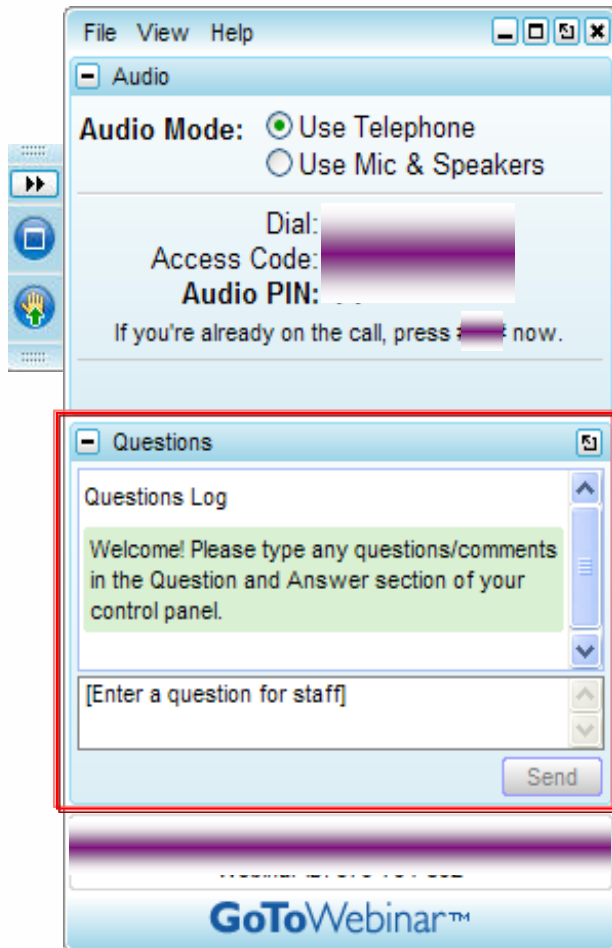 File View Help
Audio
Audio Mode: Use Telephone
Use Mic & Speakers
Dial:
Access Code:
Audio PIN:
If you're already on the call, press now.
Questions
Questions Log
Welcome! Please type any questions/comments
in the Question and Answer section of your
control panel.
[Enter a question for staff]
Send
GoToWebinar™